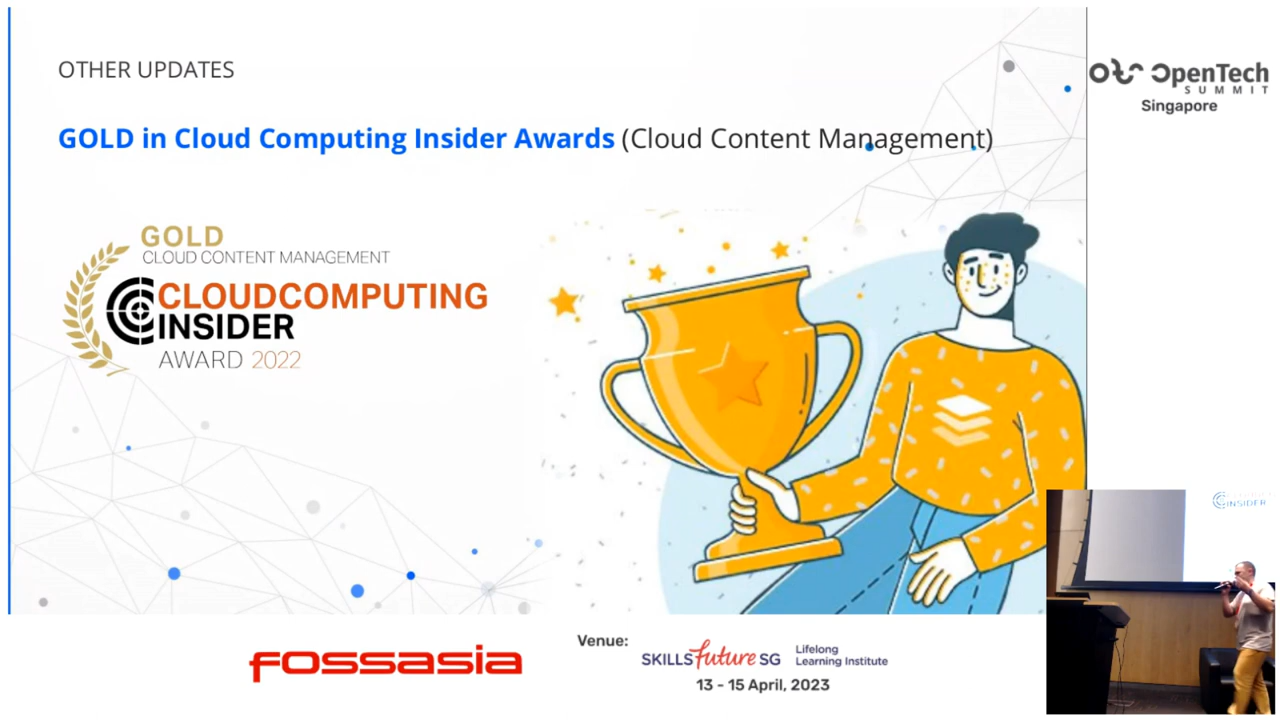 OTHER UPDATES
GOLD in Cloud Computing Insider Awards (Cloud Content Management)
GOLD
CLOUD CONTENT MANAGEMENT
CLOUDCOMPUTING
INSIDER
AWARD 2022
OpenTech
SUMMIT
Singapore
INSIDER
fossasia
Venue:
SKILLSfuture SG
Lifelong
Learning Institute
13 - 15 April, 2023